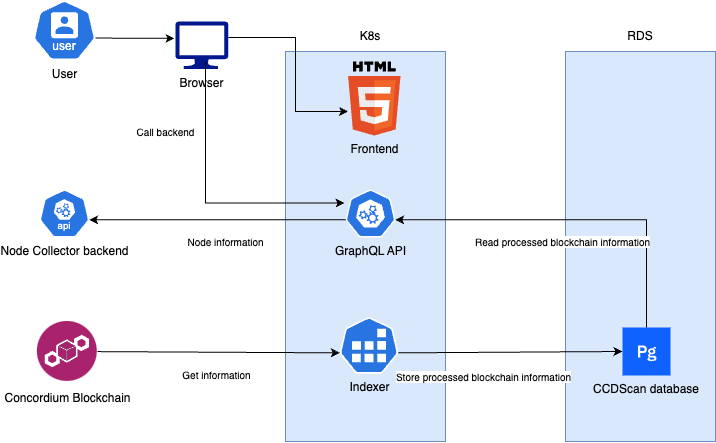 K8s
RDS
user
User
Browser
HTML
5
Frontend
Call backend
api
Node Collector backend
Node information
GraphQL API
Read processed blockchain information
Concordium Blockchain
Get information
Indexer
Store processed blockchain information
Pg
CCDScan database